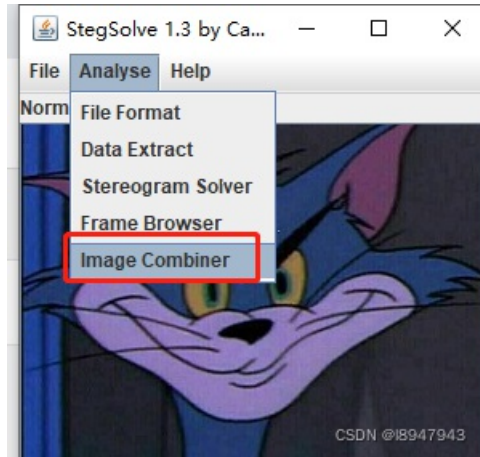 StegSolve 1.3 by Ca...
File Analyse Help
Norm
File Format
Data Extract
Stereogram Solver
Frame Browser
Image Combiner
CSDN @l8947943